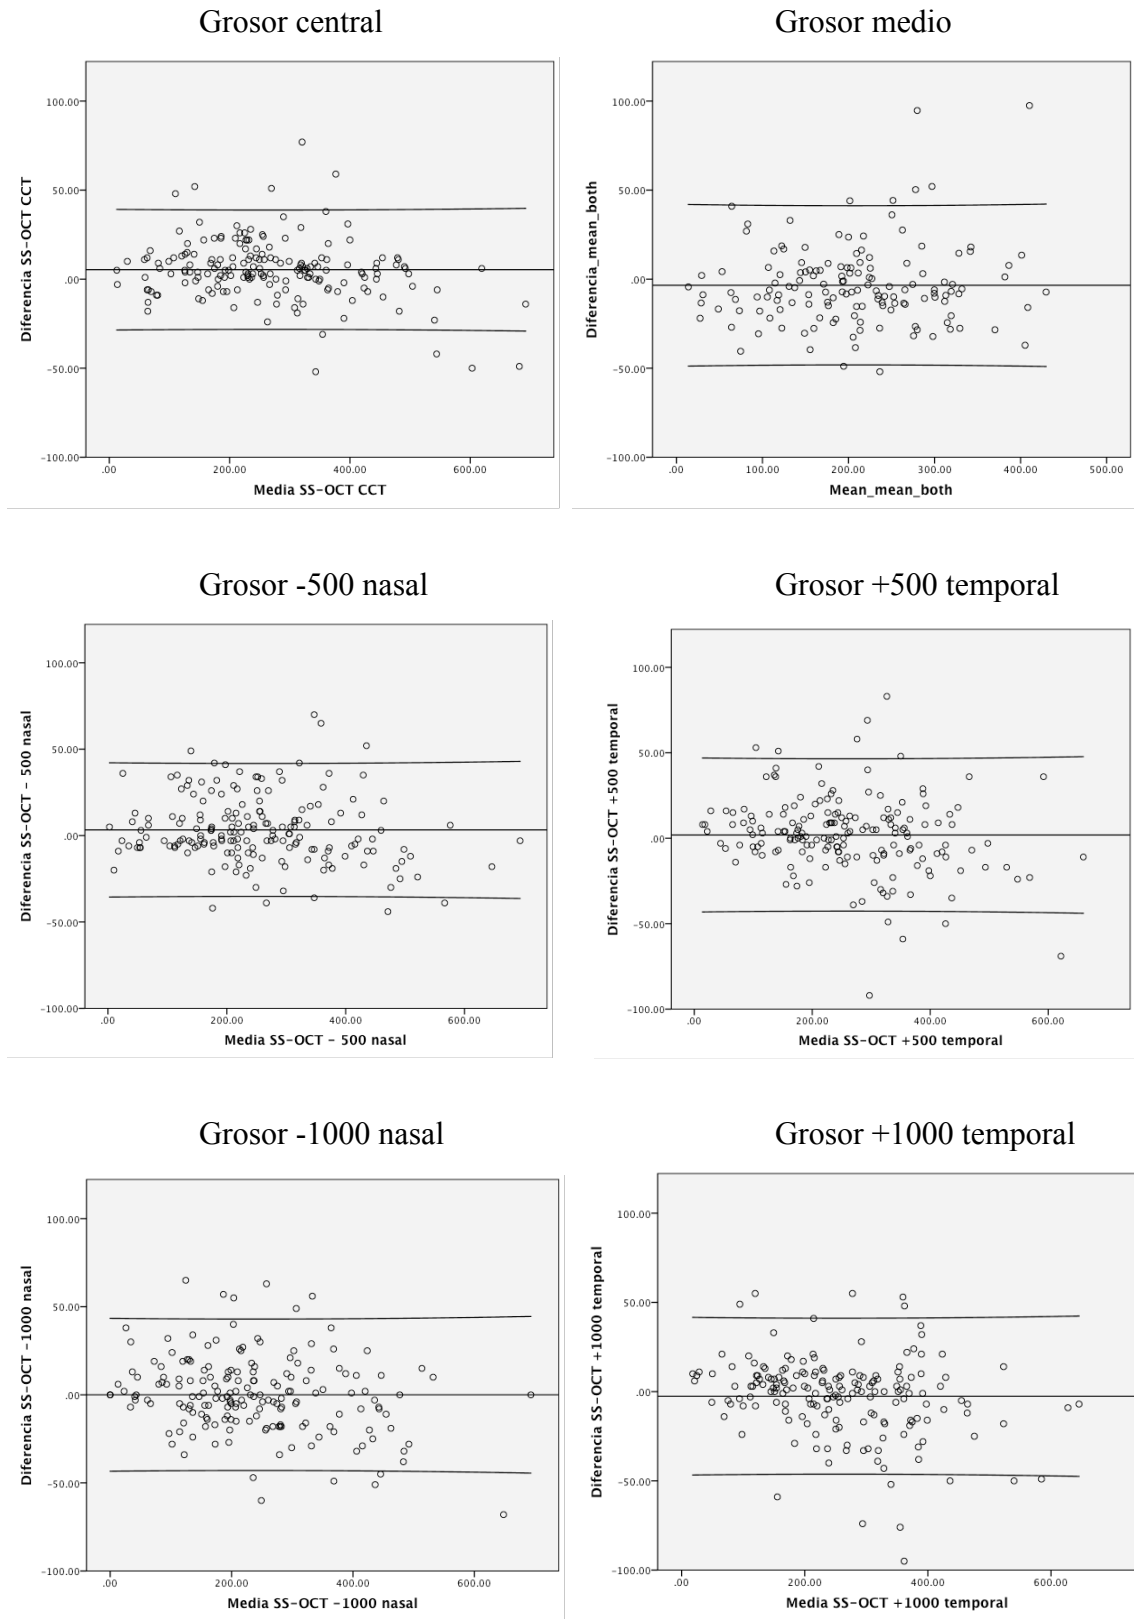 Grosor central
100.00
50.00
.00
-50.00
-100.00
Diferencia SS-OCT CCT
.00 200.00 400.00 600.00
Media SS-OCT CCT
Grosor medio
100.00
50.00
.00
-50.00
-100.00
Diferencia_mean_both
.00 100.00 200.00 300.00 400.00 500.00
Mean_mean_both
Grosor -500 nasal
100.00
50.00
.00
-50.00
-100.00
Diferencia SS-OCT - 500 nasal
.00 200.00 400.00 600.00
Media SS-OCT - 500 nasal
Grosor +500 temporal
100.00
50.00
.00
-50.00
-100.00
Diferencia SS-OCT +500 temporal
.00 200.00 400.00 600.00
Media SS-OCT +500 temporal
Grosor -1000 nasal
100.00
50.00
.00
-50.00
-100.00
Diferencia SS-OCT -1000 nasal
.00 200.00 400.00 600.00
Media SS-OCT -1000 nasal
Grosor +1000 temporal
100.00
50.00
.00
-50.00
-100.00
Diferencia SS-OCT +1000 temporal
.00 200.00 400.00 600.00
Media SS-OCT +1000 temporal